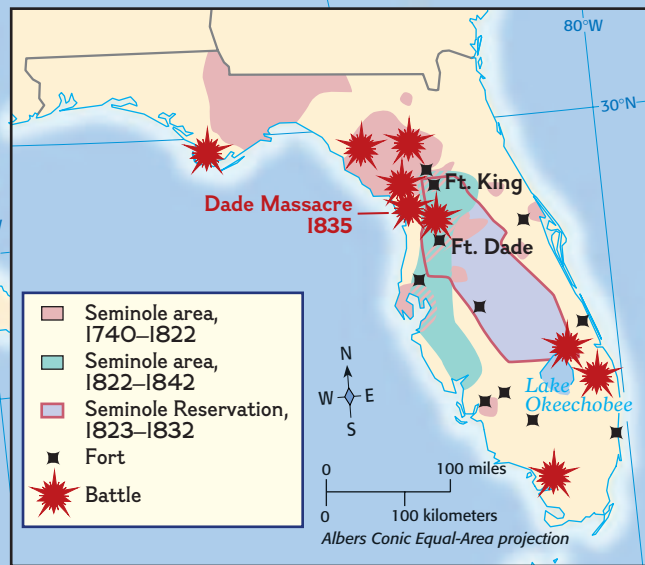 80°W
30°N
Ft. King
Dade Massacre
1835
Ft. Dade
Seminole area,
1740–1822
Seminole area,
1822–1842
Seminole Reservation,
1823–1832
Fort
Battle
N
W E
S
Lake
Okeechobee
0 100 miles
0 100 kilometers
Albers Conic Equal-Area projection